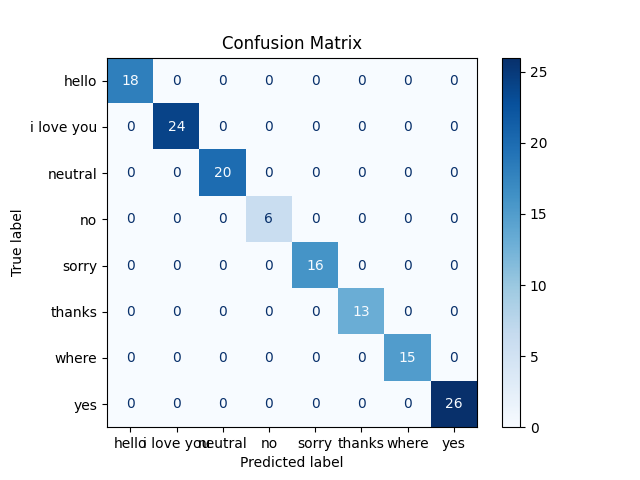 Confusion Matrix
True label
hello 18 0 0 0 0 0 0 0
i love you 0 24 0 0 0 0 0 0
neutral 0 0 20 0 0 0 0 0
no 0 0 0 6 0 0 0 0
sorry 0 0 0 0 16 0 0 0
thanks 0 0 0 0 0 13 0 0
where 0 0 0 0 0 0 15 0
yes 0 0 0 0 0 0 0 26
hello i love you neutral no sorry thanks where yes
Predicted label
25
20
15
10
5
0